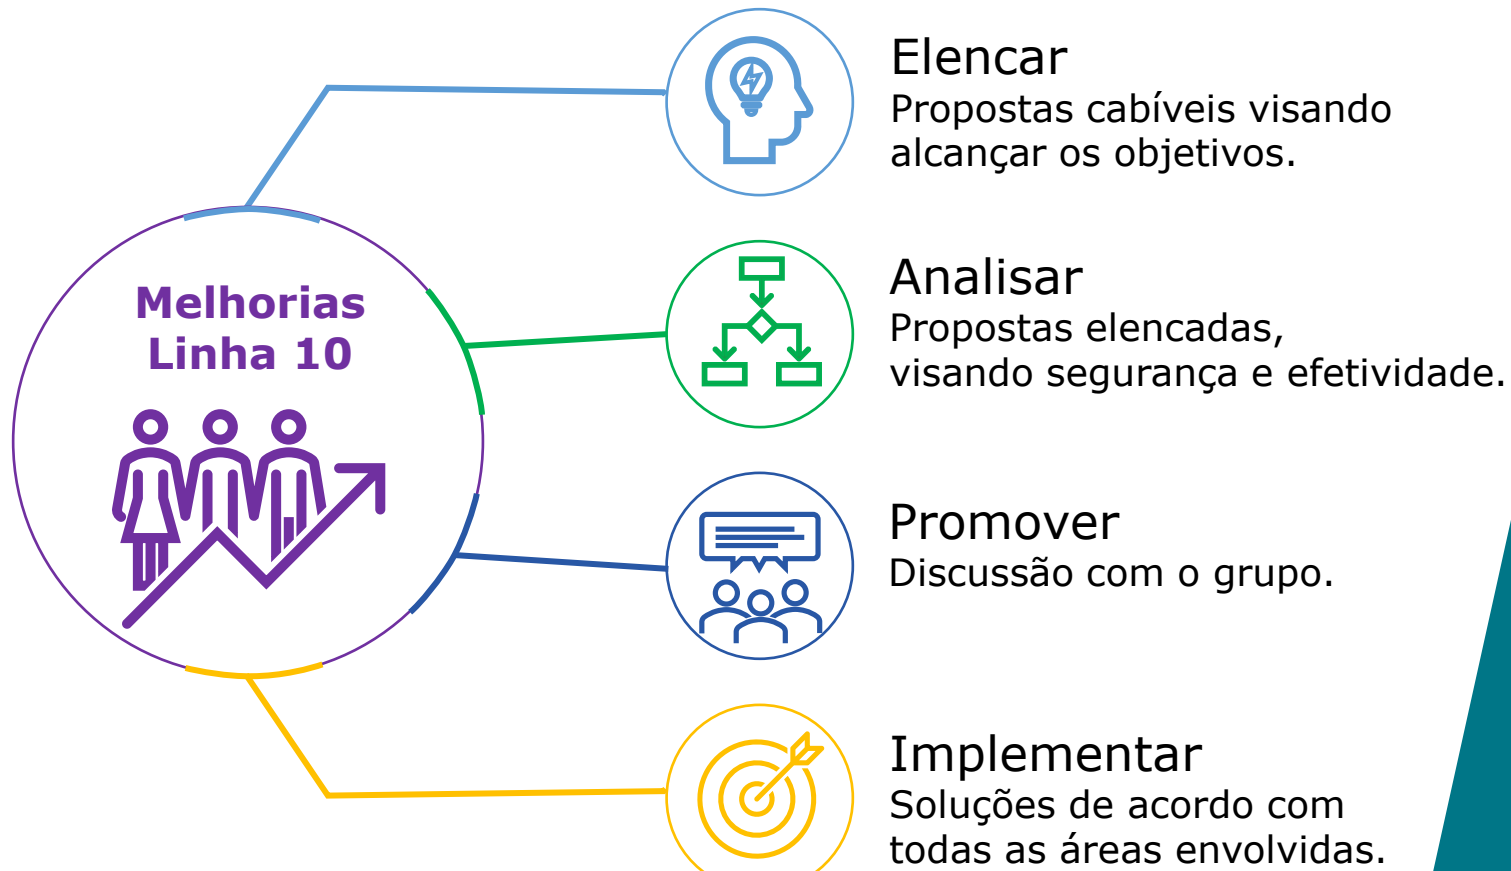 Melhorias
Linha 10
Elencar
Propostas cabíveis visando
alcançar os objetivos.
Analisar
Propostas elencadas,
visando segurança e efetividade.
Promover
Discussão com o grupo.
Implementar
Soluções de acordo com
todas as áreas envolvidas.